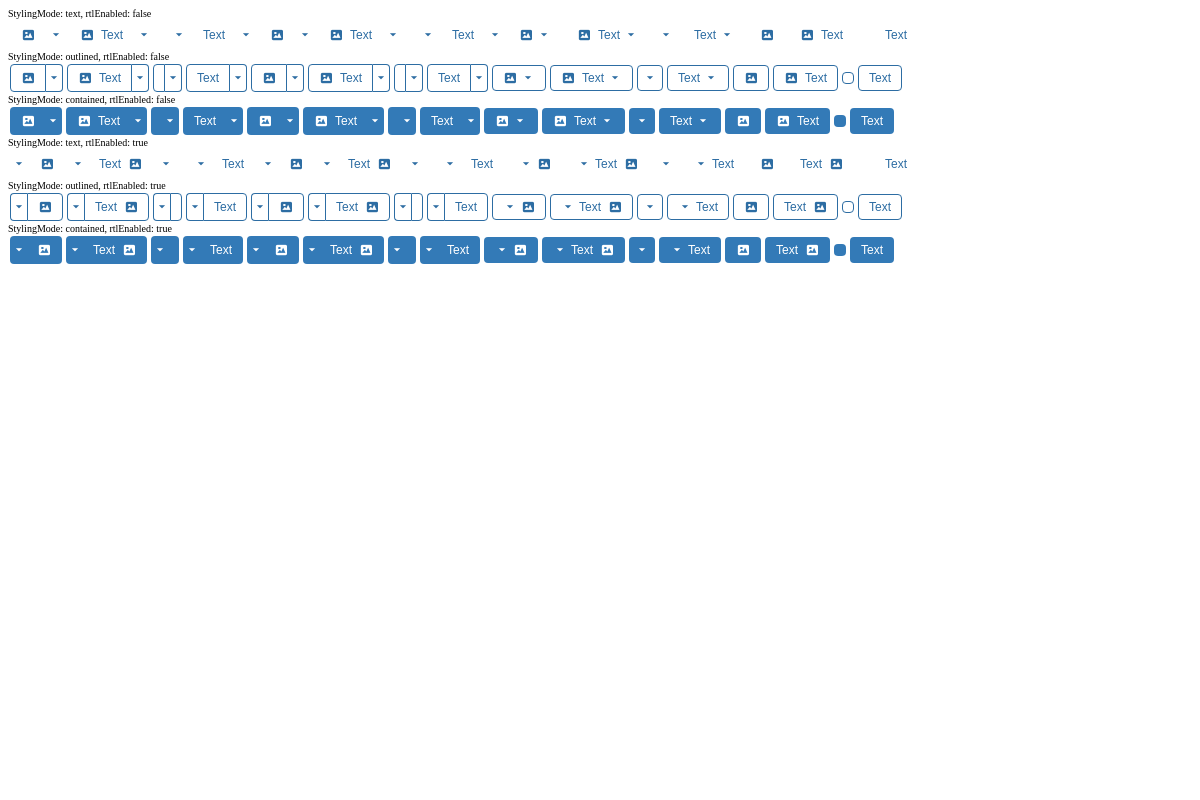 StylingMode: text, rtlEnabled: false
Text Text Text Text Text Text Text Text
StylingMode: outlined, rtlEnabled: false
Text Text Text Text Text Text Text Text
StylingMode: contained, rtlEnabled: false
Text Text Text Text Text Text Text Text
StylingMode: text, rtlEnabled: true
Text Text Text Text Text Text Text Text
StylingMode: outlined, rtlEnabled: true
Text Text Text Text Text Text Text Text
StylingMode: contained, rtlEnabled: true
Text Text Text Text Text Text Text Text